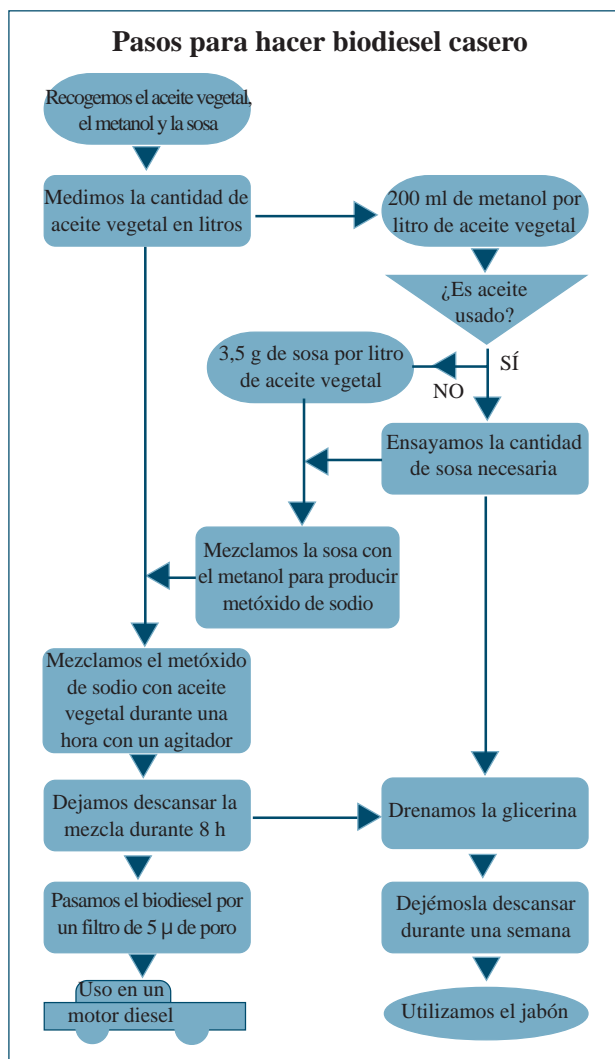 Pasos para hacer biodiesel casero
Recogemos el aceite vegetal,
el metanol y la sosa
Medimos la cantidad de
aceite vegetal en litros
200 ml de metanol por
litro de aceite vegetal
¿Es aceite
usado?
SÍ
NO
3,5 g de sosa por litro
de aceite vegetal
Ensayamos la cantidad
de sosa necesaria
Mezclamos la sosa con
el metanol para producir
metóxido de sodio
Mezclamos el metóxido
de sodio con aceite
vegetal durante una
hora con un agitador
Dejamos descansar la
mezcla durante 8 h
Drenamos la glicerina
Pasamos el biodiesel por
un filtro de 5 μ de poro
Dejémosla descansar
durante una semana
Uso en un
motor diesel
Utilizamos el jabón